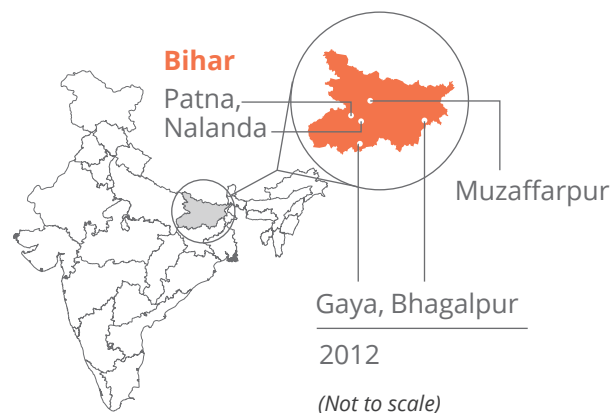 Bihar
Patna,
Nalanda
Muzaffarpur
Gaya, Bhagalpur
2012
(Not to scale)